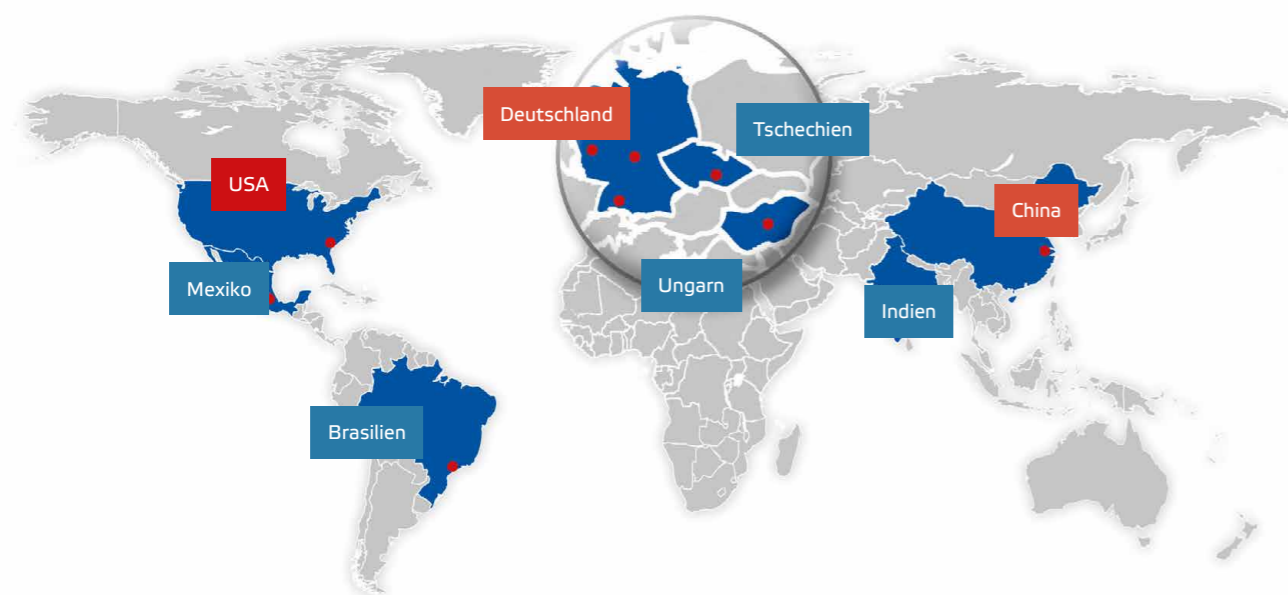 Deutschland
Tschechien
USA
China
Mexiko
Ungarn
Indien
Brasilien